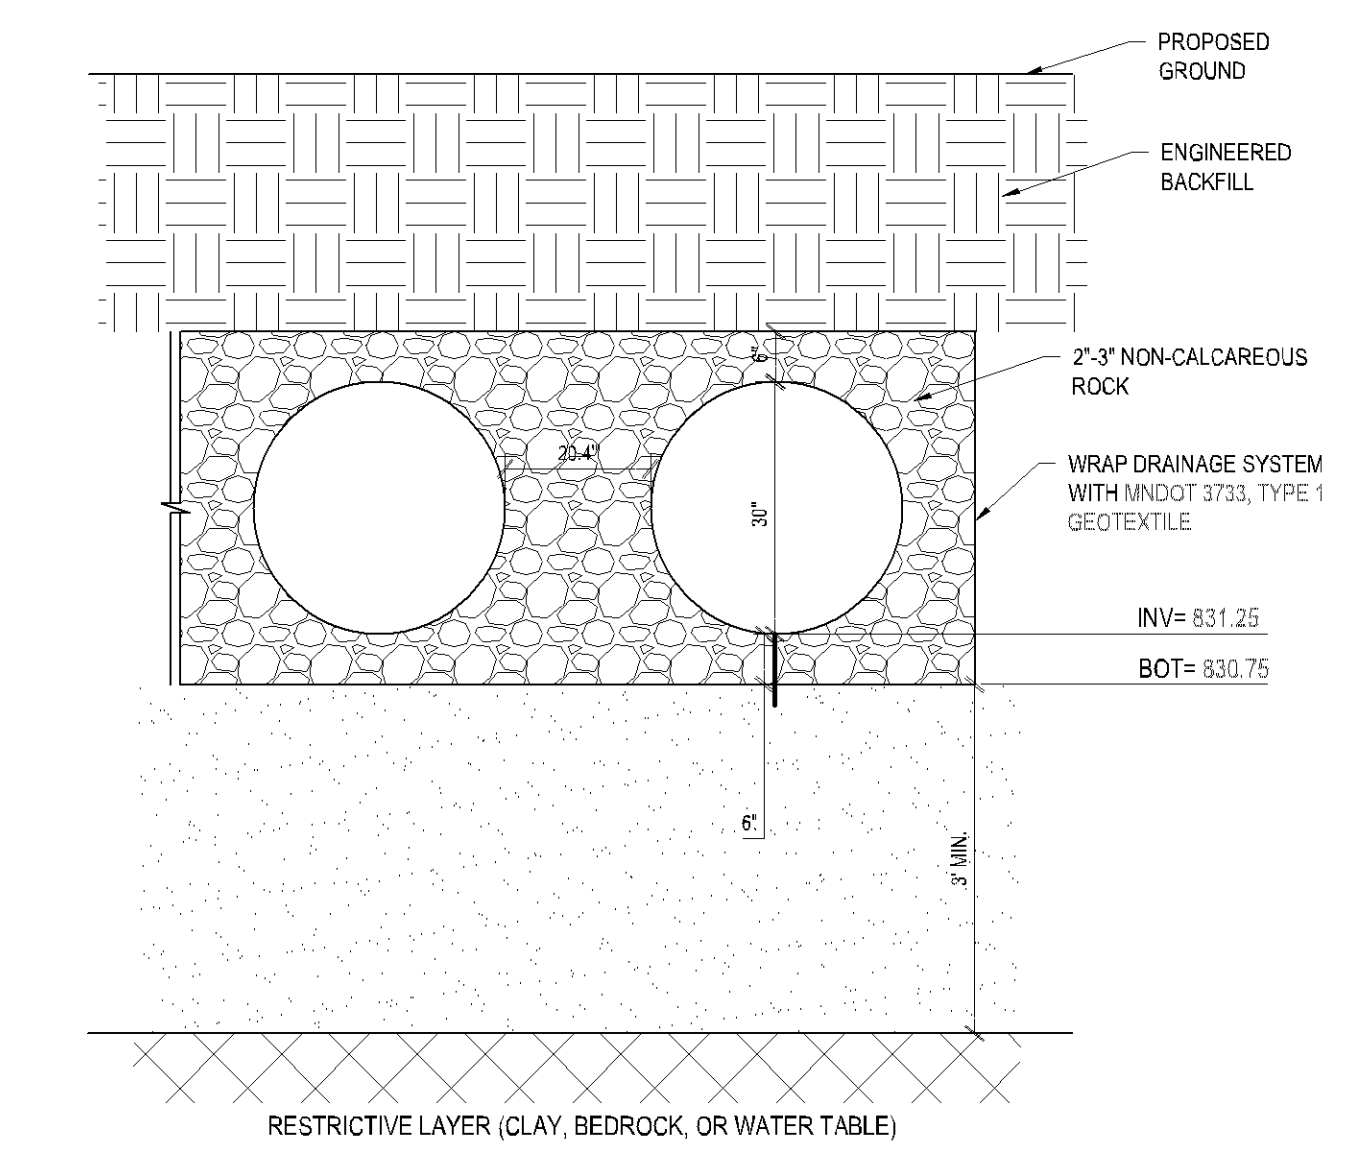 PROPOSED
GROUND
ENGINEERED
BACKFILL
6"
2"-3" NON-CALCAREOUS
ROCK
20.4"
WRAP DRAINAGE SYSTEM
WITH MNDOT 3733, TYPE 1
GEOTEXTILE
30"
INV= 831.25
BOT= 830.75
6"
3' MIN.
RESTRICTIVE LAYER (CLAY, BEDROCK, OR WATER TABLE)